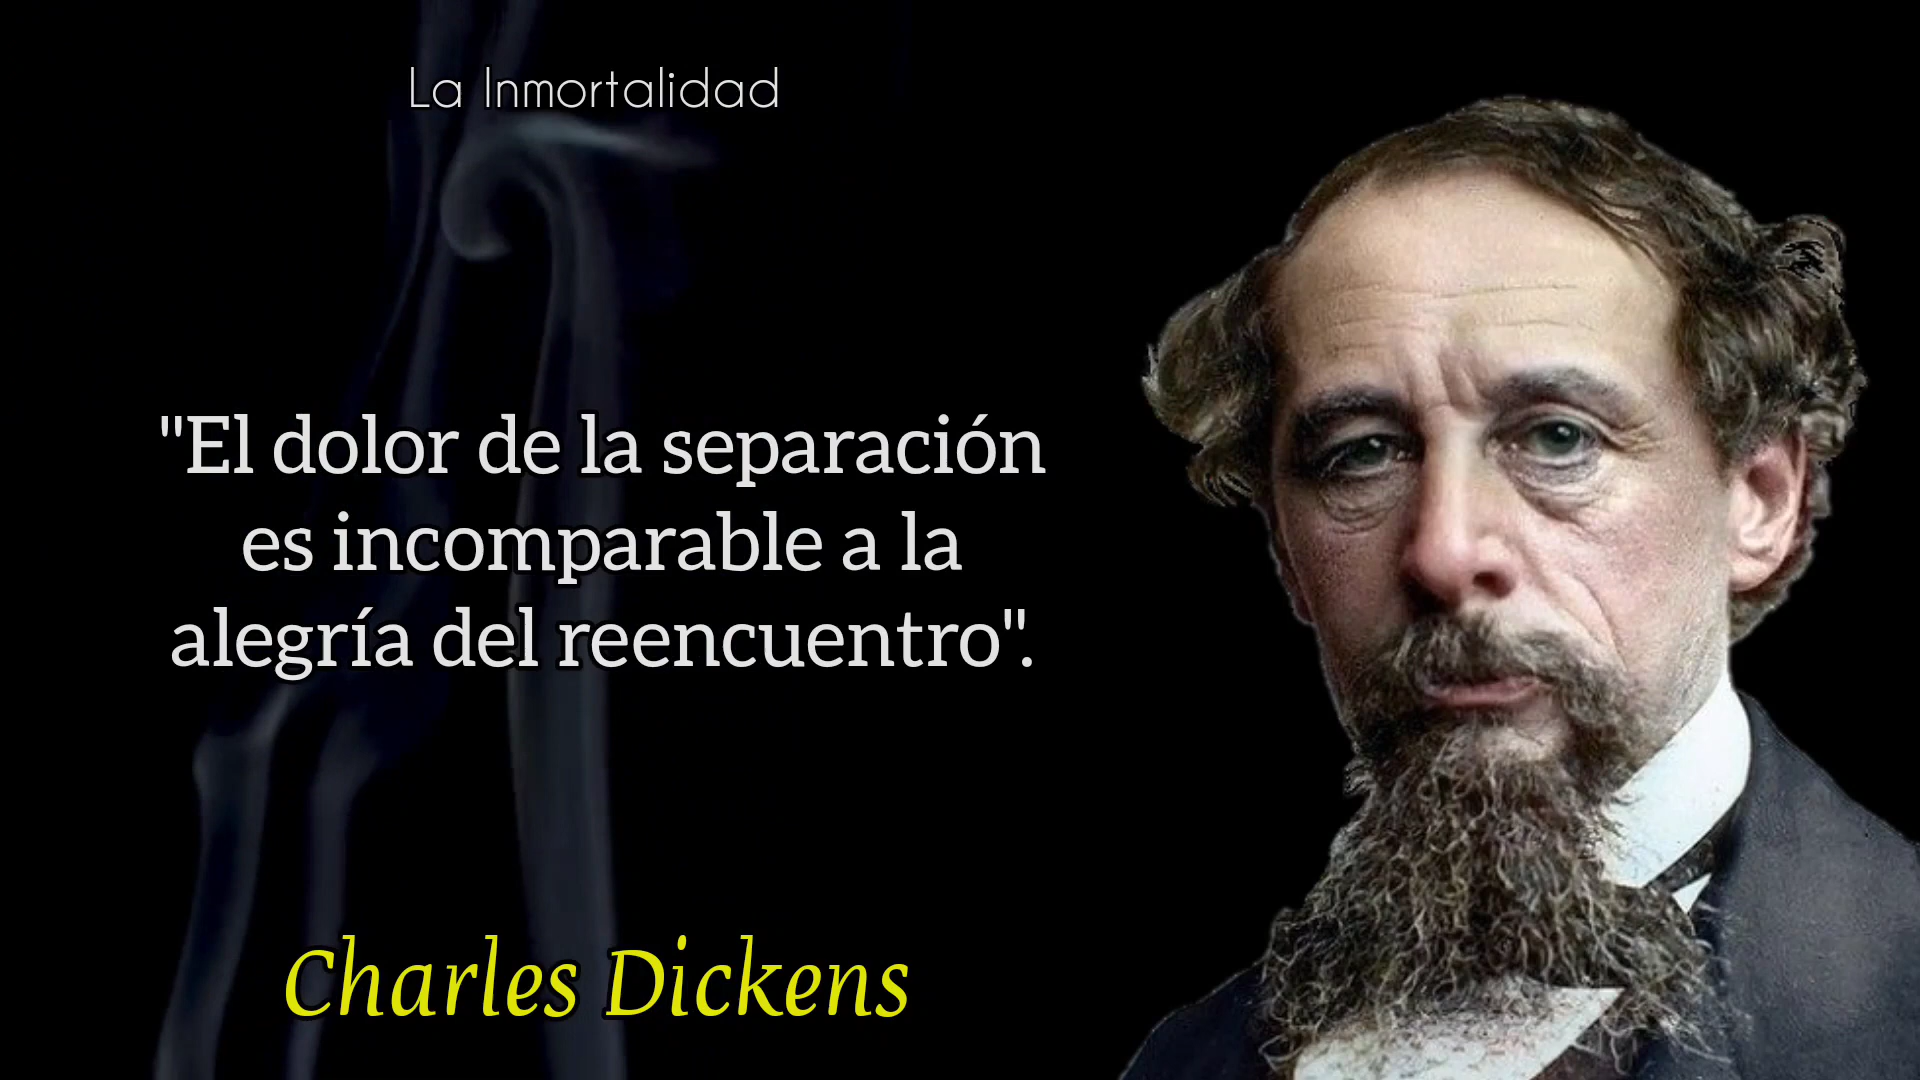 La Inmortalidad
"El dolor de la separación
es incomparable a la
alegría del reencuentro".
Charles Dickens